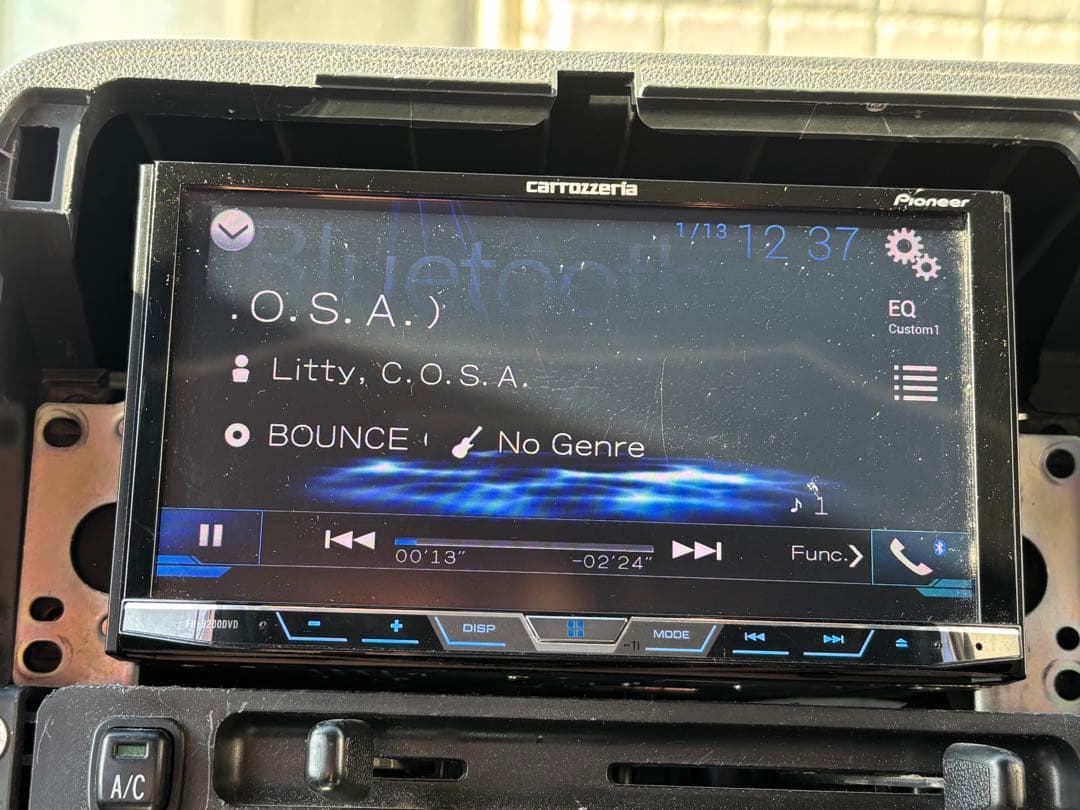 carrozzeria
Pioneer
Bluetooth
1/13 12 37
.O.S.A.)
EQ
Custom1
Litty, C.O.S.A.
BOUNCE (
No Genre
♪ 1
00'13"
-02'24"
Func.
FH-9200DVD
- + DISP MODE
A/C